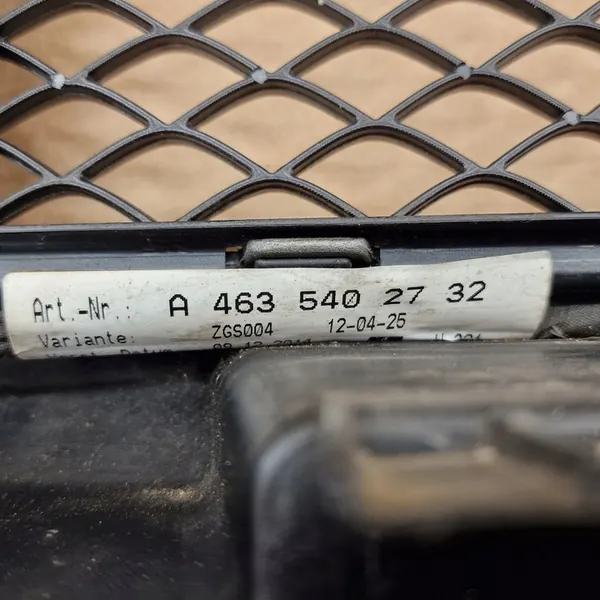 Art.-Nr.: A 463 540 27 32
Variante: ZGS004 12-04-25